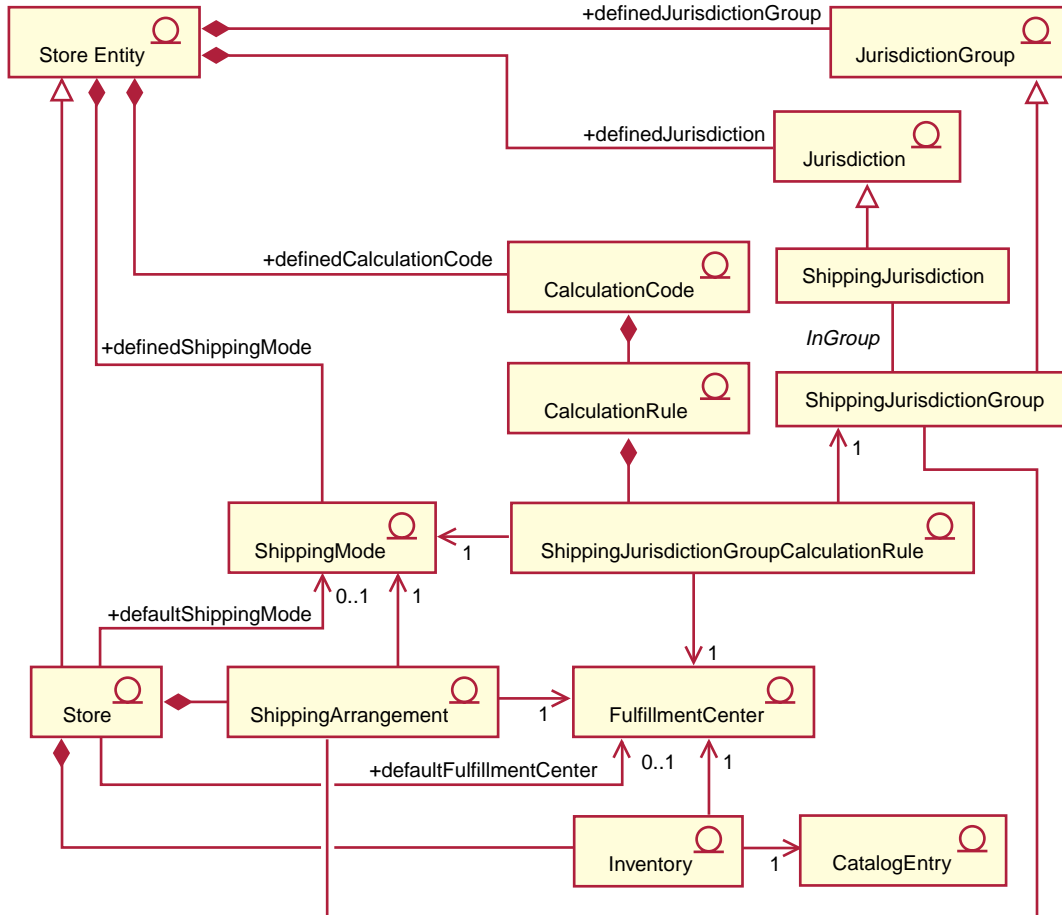 +definedJurisdictionGroup
Store Entity
JurisdictionGroup
+definedJurisdiction
Jurisdiction
+definedCalculationCode
CalculationCode
ShippingJurisdiction
InGroup
+definedShippingMode
CalculationRule
ShippingJurisdictionGroup
1
ShippingMode
1
ShippingJurisdictionGroupCalculationRule
+defaultShippingMode
0..1
1
1
Store
ShippingArrangement
1
FulfillmentCenter
+defaultFulfillmentCenter
0..1
1
Inventory
1
CatalogEntry